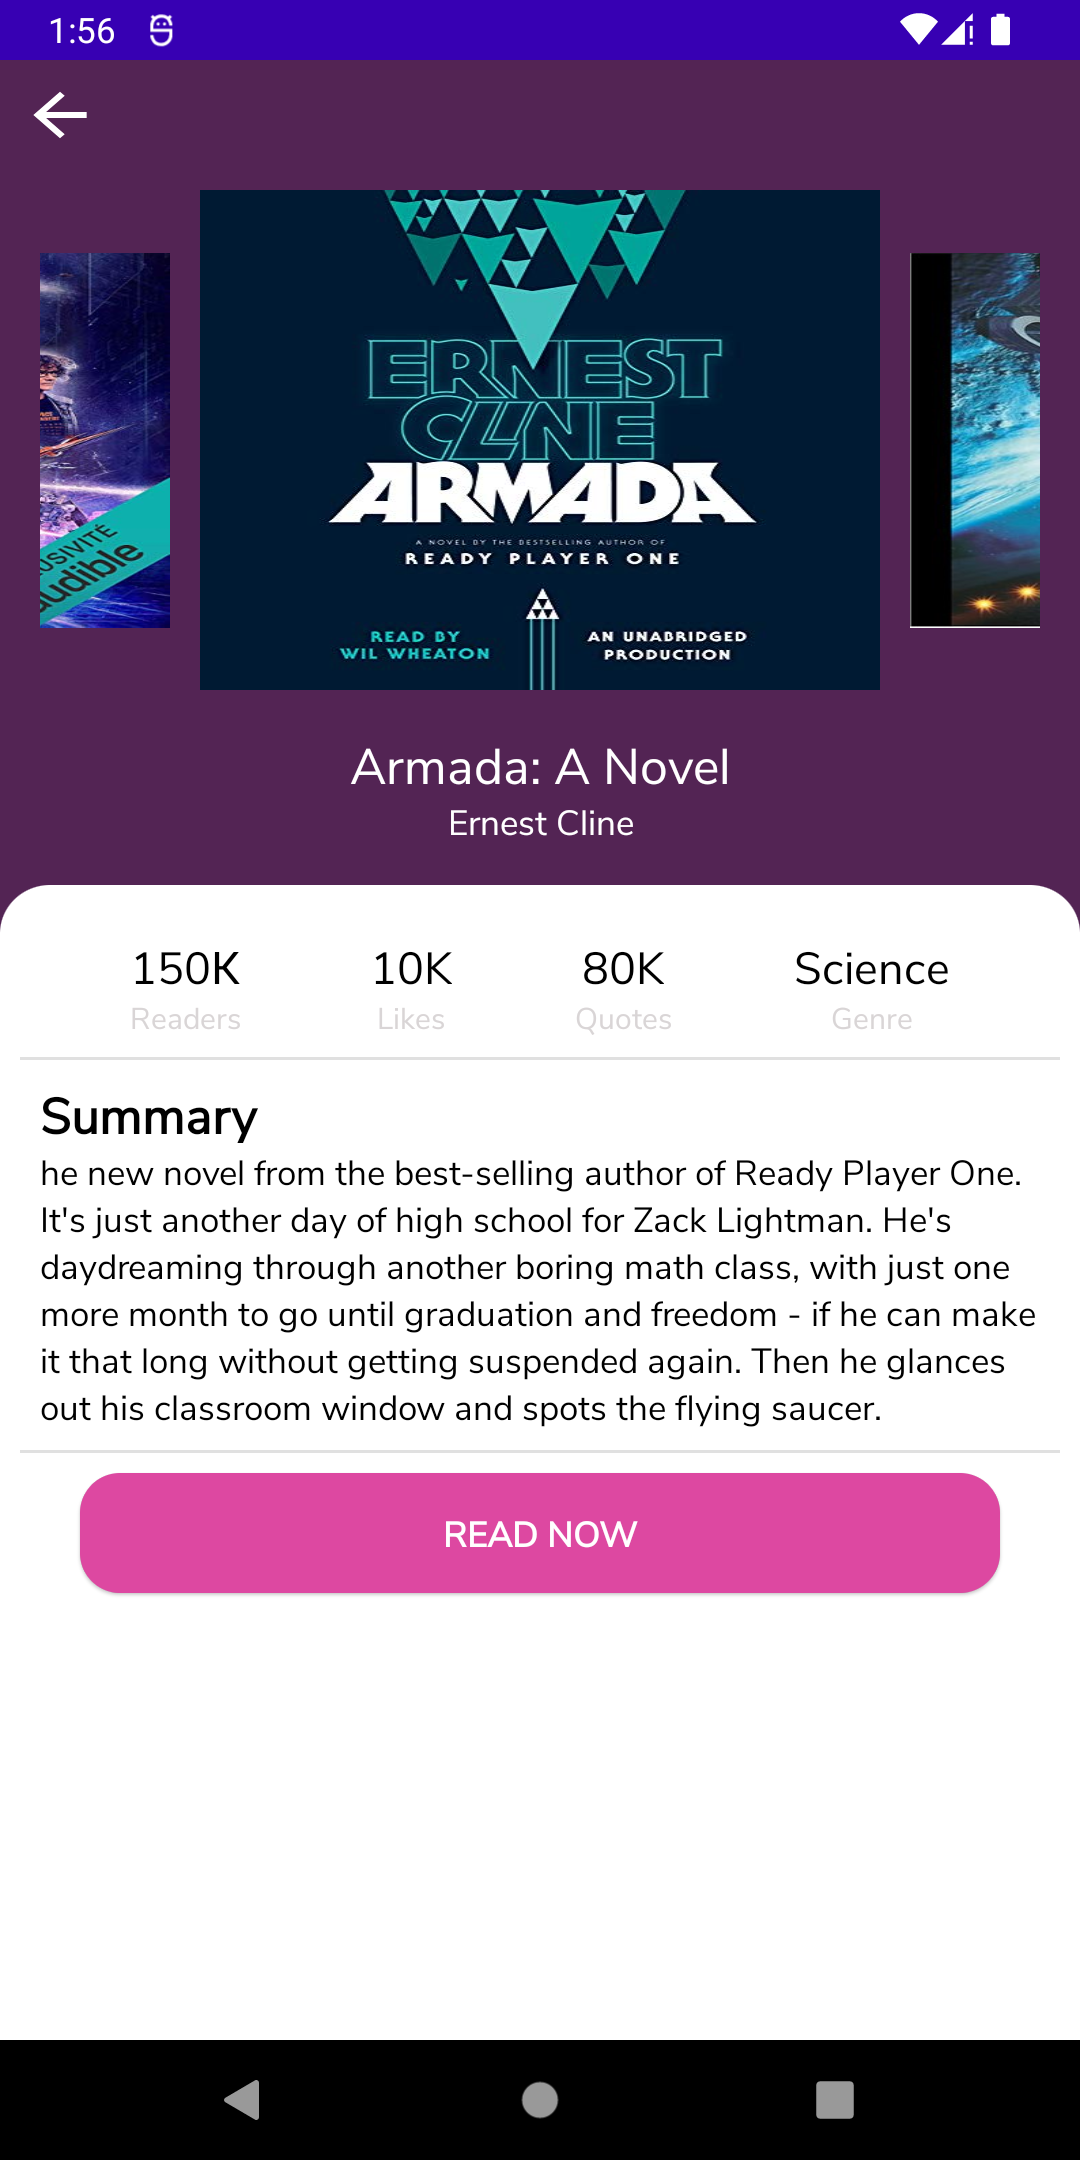 1:56
USIVITÉ
udible
ERNEST
CLINE
ARMADA
A NOVEL BY THE BESTSELLING AUTHOR OF
READY PLAYER ONE
READ BY
WIL WHEATON
AN UNABRIDGED
PRODUCTION
Armada: A Novel
Ernest Cline
150K 10K 80K Science
Readers Likes Quotes Genre
Summary
he new novel from the best-selling author of Ready Player One.
It's just another day of high school for Zack Lightman. He's
daydreaming through another boring math class, with just one
more month to go until graduation and freedom - if he can make
it that long without getting suspended again. Then he glances
out his classroom window and spots the flying saucer.
READ NOW